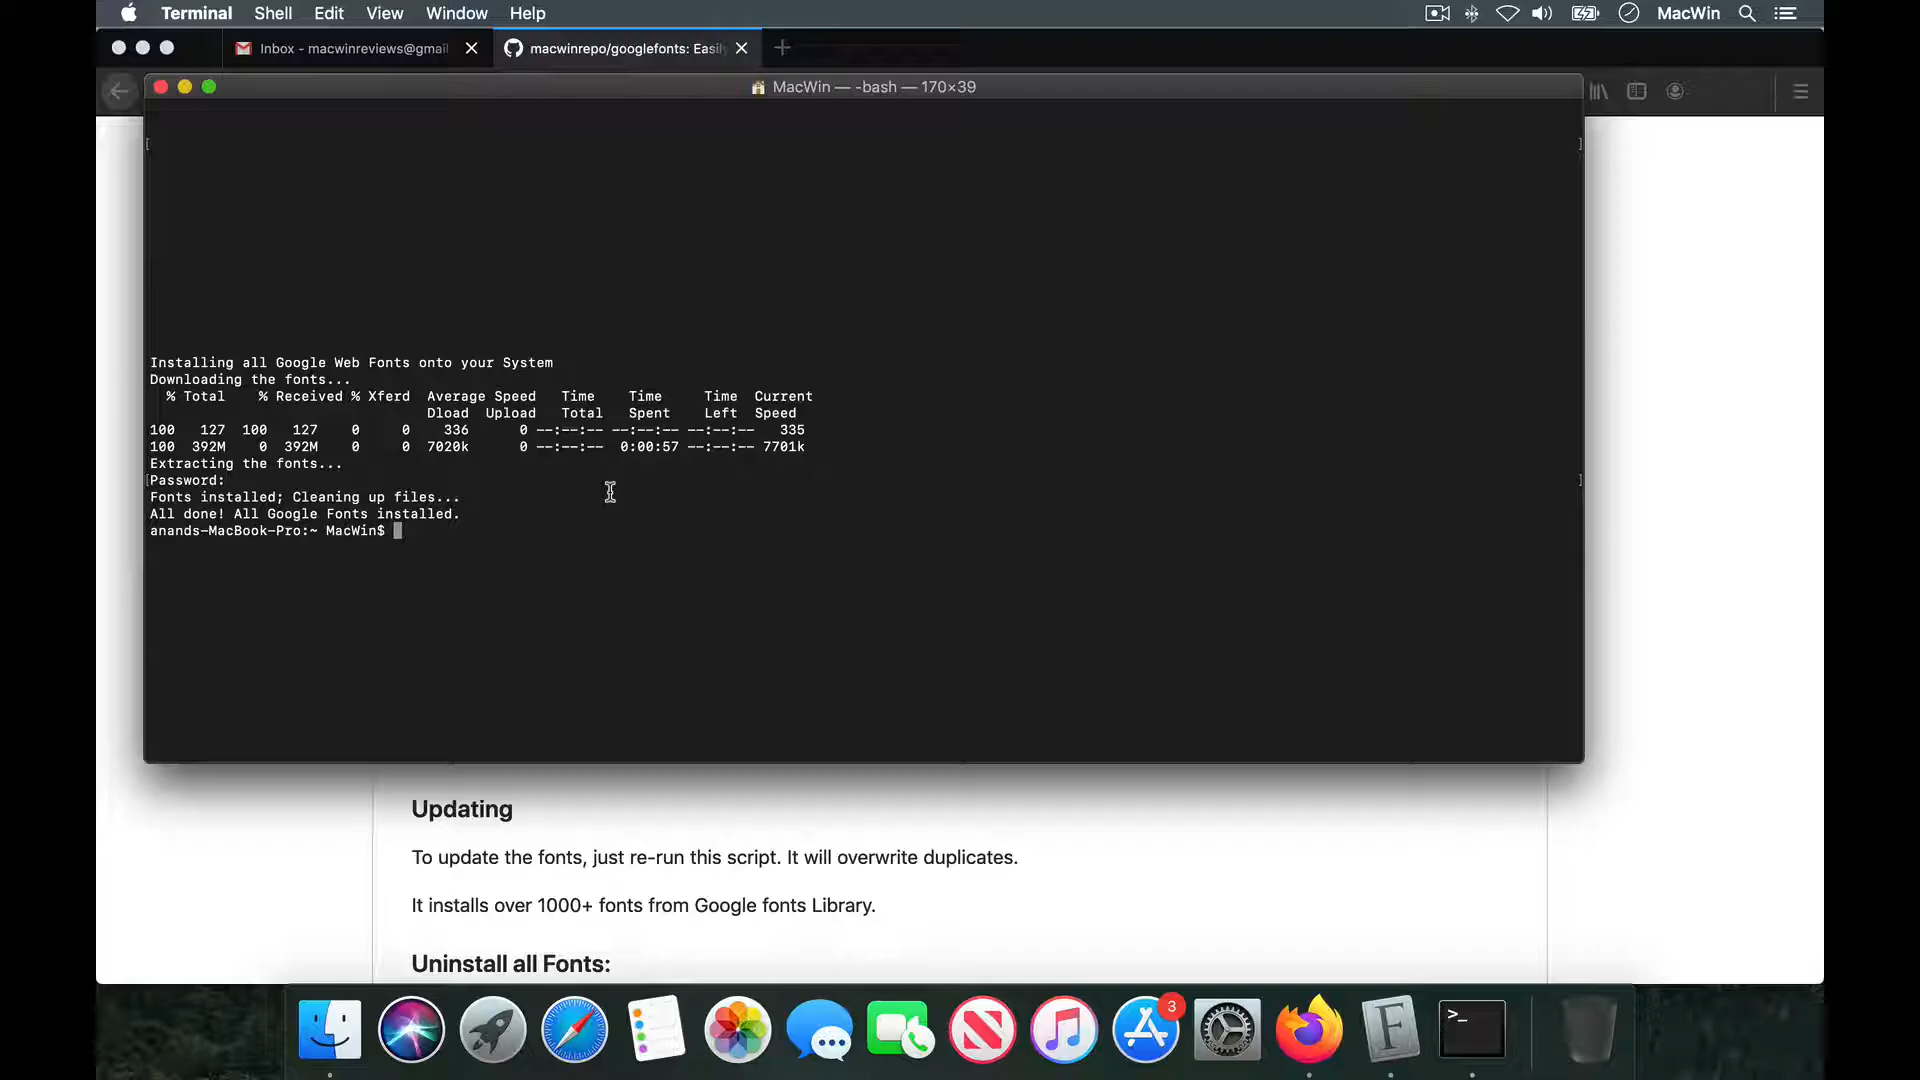 Terminal Shell Edit View Window Help MacWin
Inbox - macwinreviews@gmail macwinrepo/googlefonts: Easily
MacWin — -bash — 170×39
Installing all Google Web Fonts onto your System
Downloading the fonts...
% Total % Received % Xferd Average Speed Time Time Time Current
Dload Upload Total Spent Left Speed
100 127 100 127 0 0 336 0 --:--:-- --:--:-- --:--:-- 335
100 392M 0 392M 0 0 7020k 0 --:--:-- 0:00:57 --:--:-- 7701k
Extracting the fonts...
Password:
Fonts installed; Cleaning up files...
All done! All Google Fonts installed.
anands-MacBook-Pro:~ MacWin$
Updating
To update the fonts, just re-run this script. It will overwrite duplicates.
It installs over 1000+ fonts from Google fonts Library.
Uninstall all Fonts:
3
F
>_